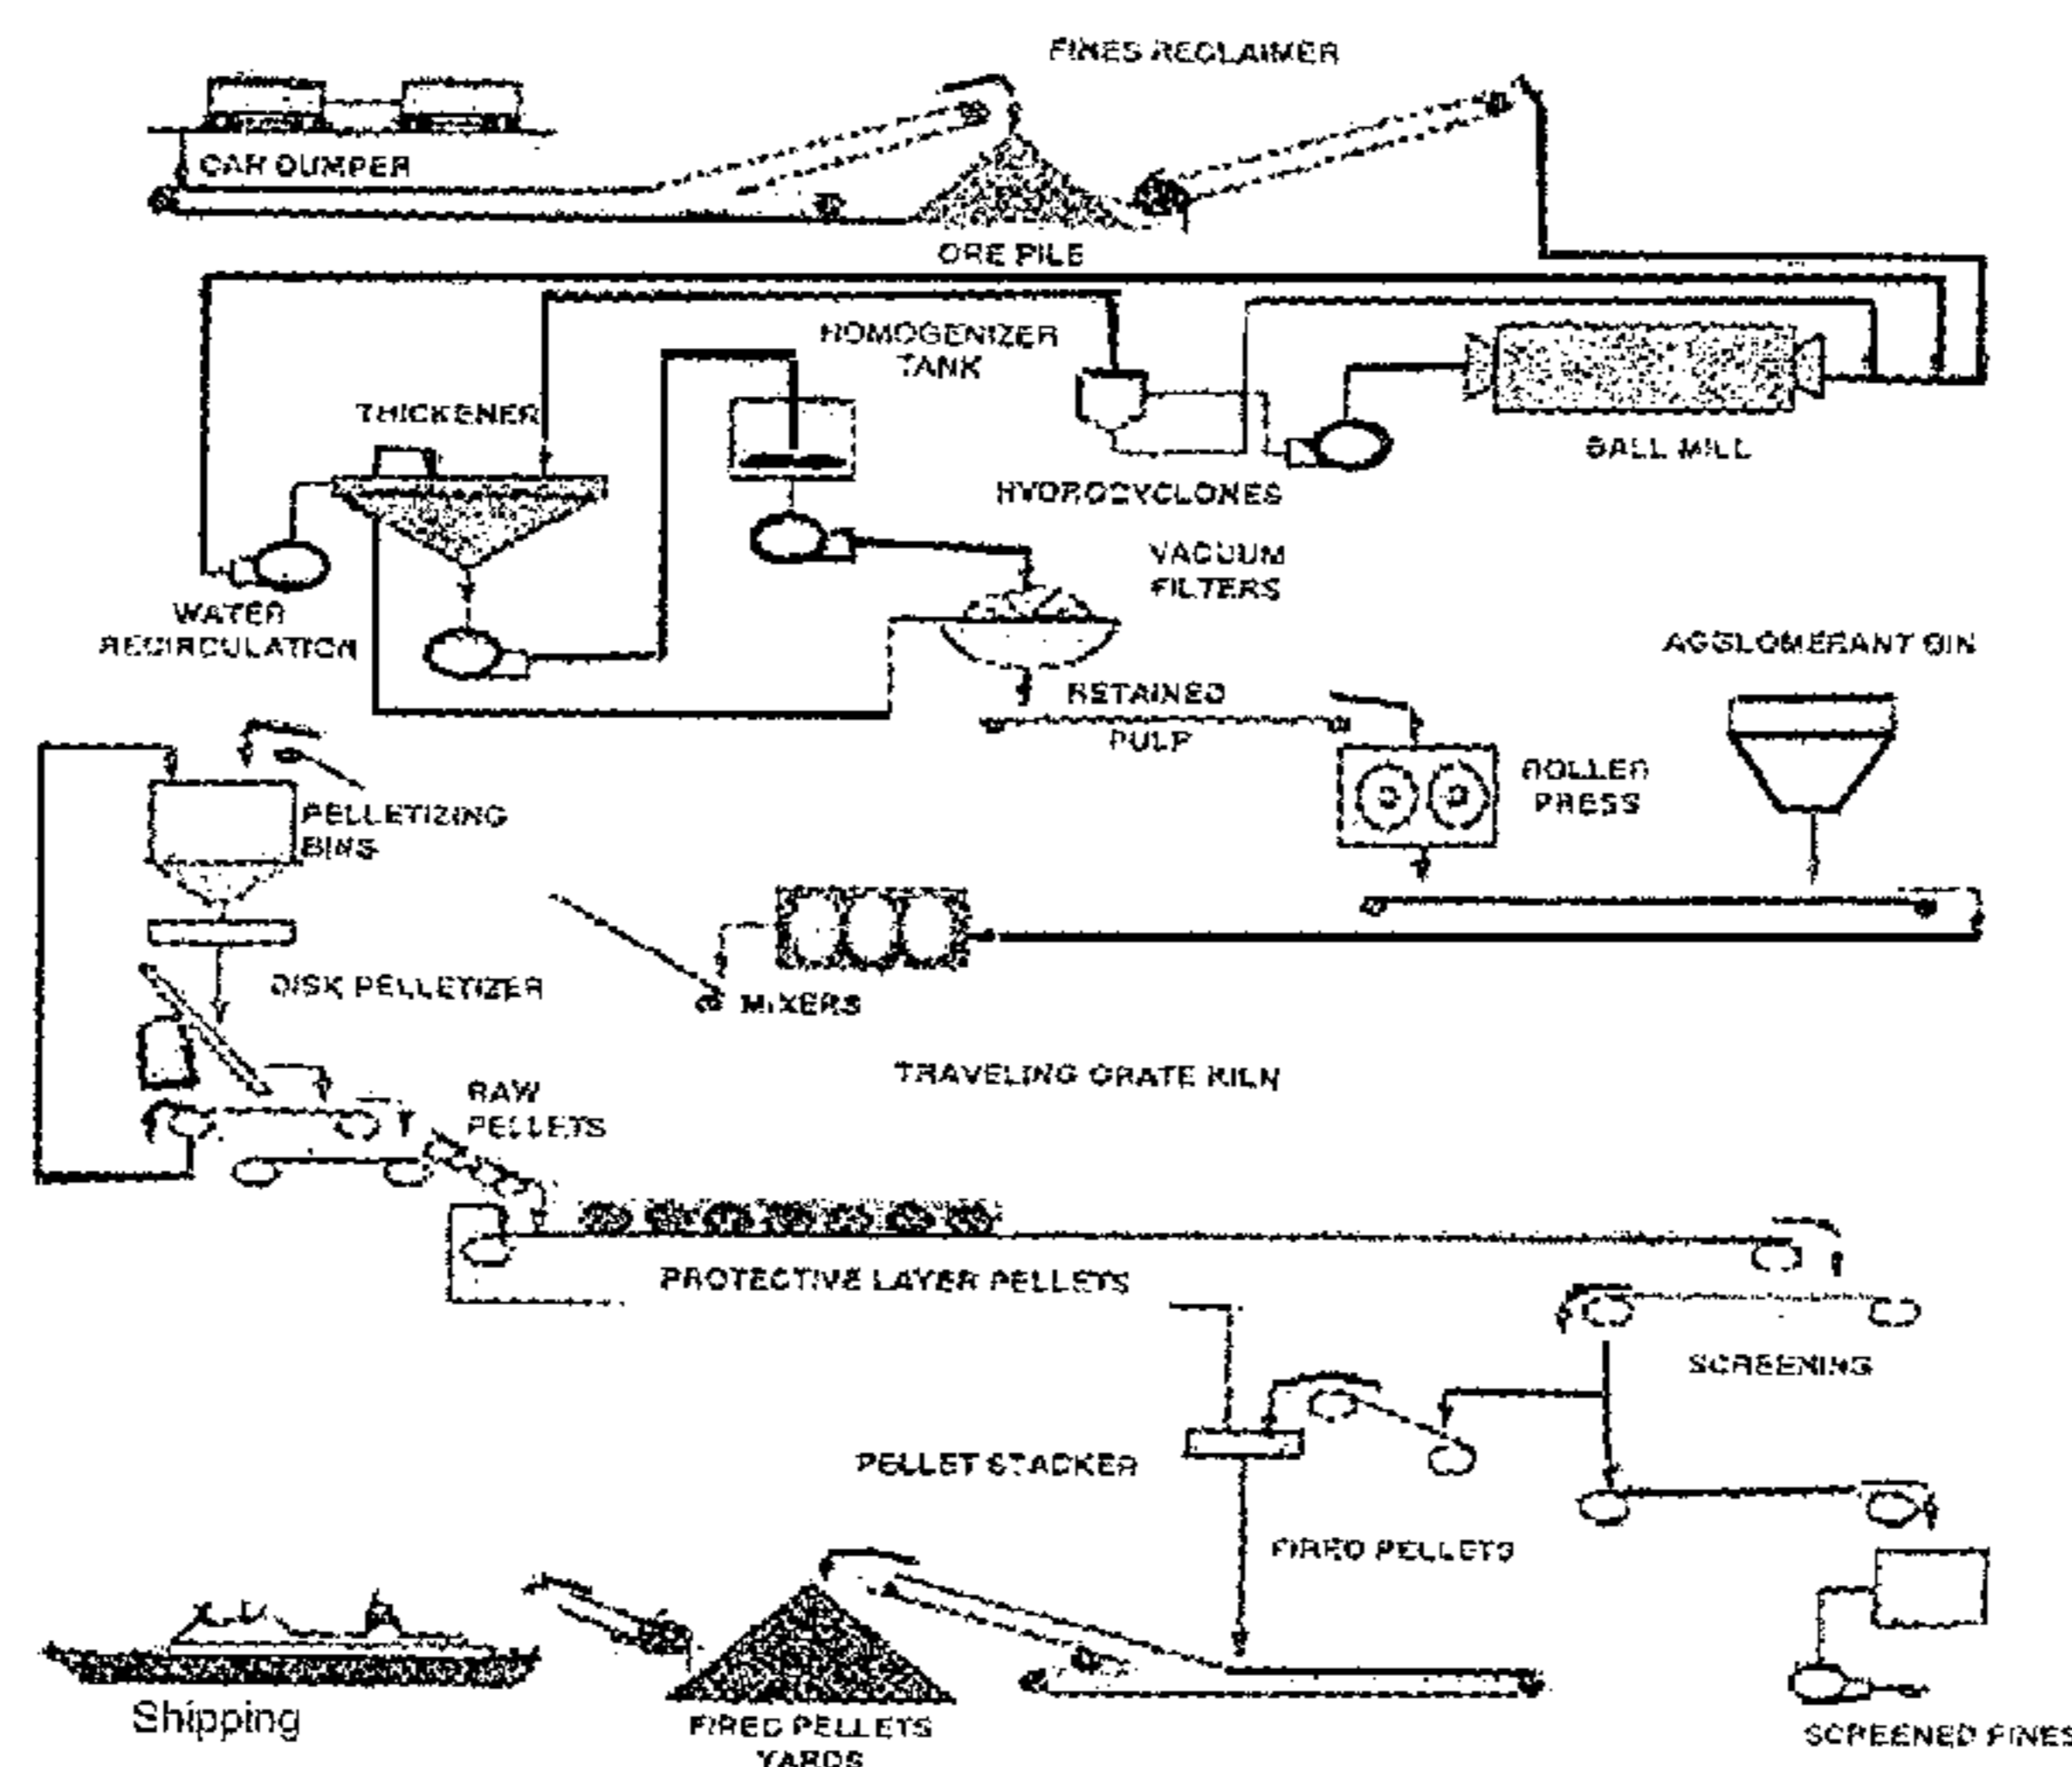 FINES RECLAIMER
CAR DUMPER
ORE PILE
HOMOGENIZER
TANK
THICKENER
BALL MILL
HYDROCYCLONES
VACUUM
FILTERS
WATER
RECIRCULATION
AGGLOMERANT BIN
RETAINED
PULP
ROLLER
PRESS
PELLETIZING
BINS
DISK PELLETIZER
MIXERS
TRAVELING GRATE KILN
RAW
PELLETS
PROTECTIVE LAYER PELLETS
SCREENING
PELLET STACKER
FIRED PELLETS
Shipping
FIRED PELLETS
YARDS
SCREENED FINES